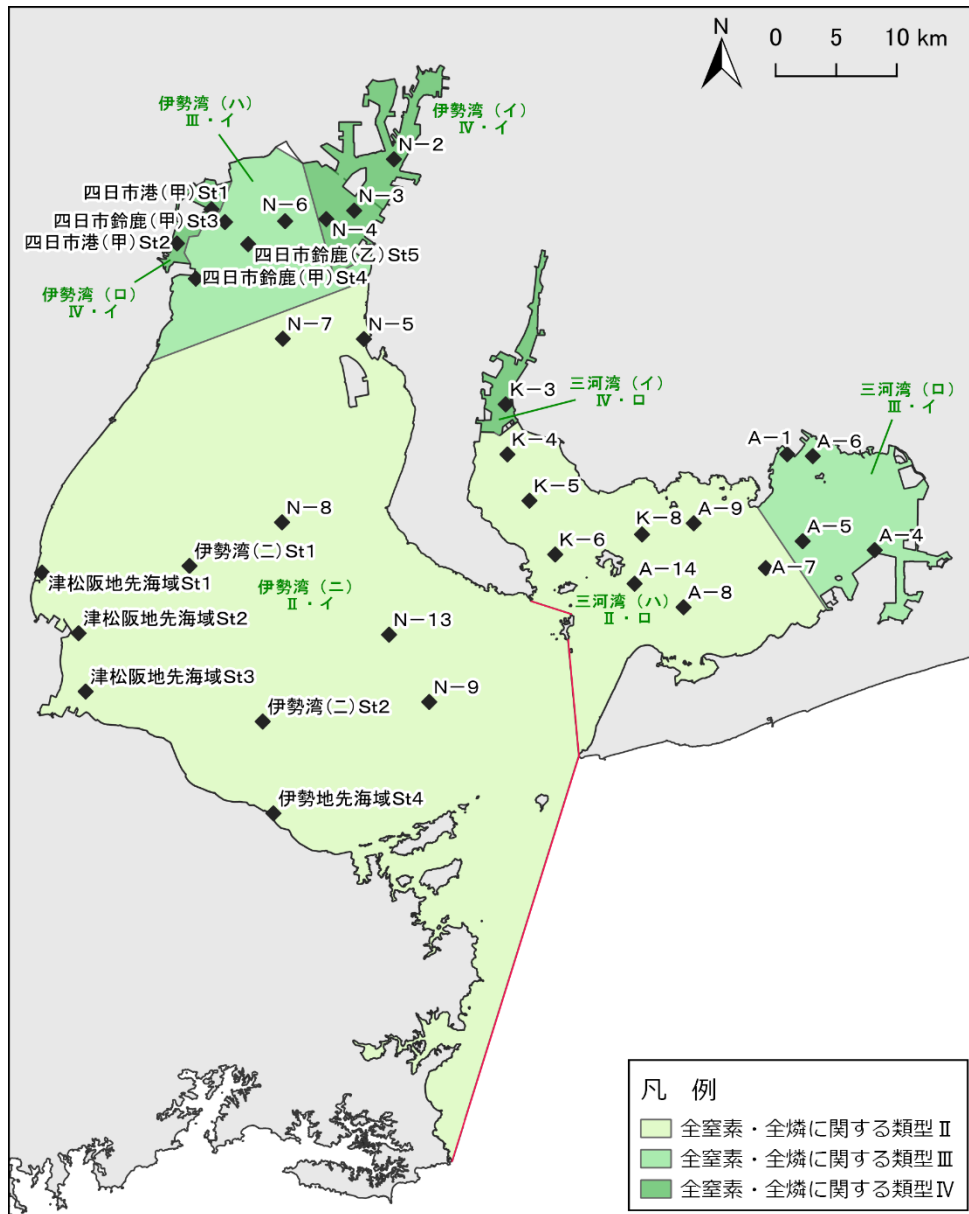 N
0 5 10 km
伊勢湾(ハ)
Ⅲ・イ
伊勢湾(イ)
Ⅳ・イ
N-2
四日市港(甲)St1
N-3
四日市鈴鹿(甲)St3
N-6
N-4
四日市港(甲)St2
四日市鈴鹿(乙)St5
四日市鈴鹿(甲)St4
伊勢湾(ロ)
Ⅳ・イ
N-7
N-5
K-3
三河湾(イ)
Ⅳ・ロ
三河湾(ロ)
Ⅲ・イ
K-4
A-1
A-6
K-5
N-8
K-8
A-9
A-5
A-4
K-6
伊勢湾(ニ)St1
A-7
津松阪地先海域St1
伊勢湾(ニ)
Ⅱ・イ
A-14
三河湾(ハ)
Ⅱ・ロ
A-8
津松阪地先海域St2
N-13
津松阪地先海域St3
N-9
伊勢湾(ニ)St2
伊勢地先海域St4
凡 例
全窒素・全燐に関する類型Ⅱ
全窒素・全燐に関する類型Ⅲ
全窒素・全燐に関する類型Ⅳ